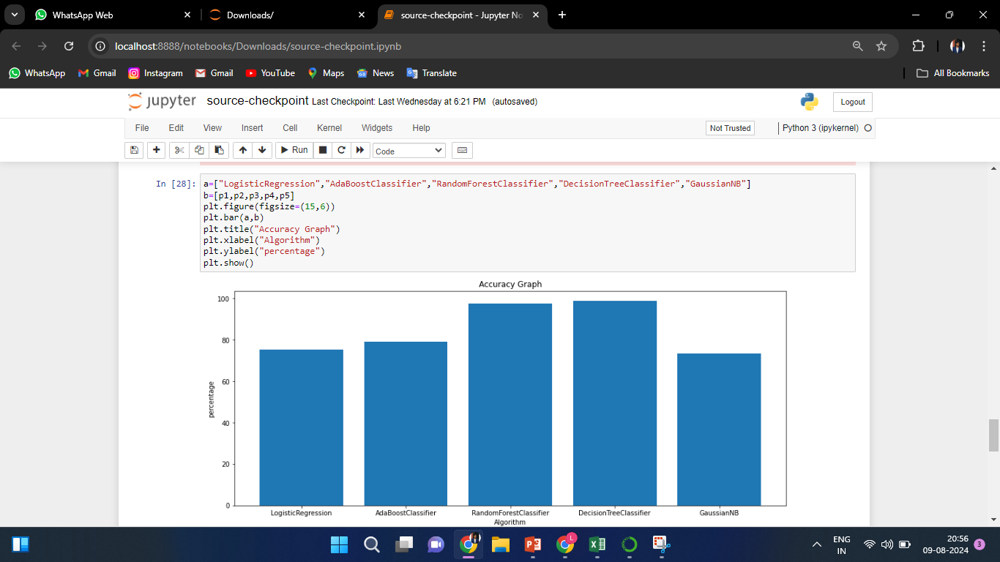 WhatsApp Web
Downloads/
source-checkpoint - Jupyter No
localhost:8888/notebooks/Downloads/source-checkpoint.ipynb
WhatsApp Gmail Instagram Gmail YouTube Maps News Translate All Bookmarks
jupyter source-checkpoint Last Checkpoint: Last Wednesday at 6:21 PM (autosaved) Logout
File Edit View Insert Cell Kernel Widgets Help Not Trusted Python 3 (ipykernel)
Run Code
In [28]: a=["LogisticRegression","AdaBoostClassifier","RandomForestClassifier","DecisionTreeClassifier","GaussianNB"]
b=[p1,p2,p3,p4,p5]
plt.figure(figsize=(15,6))
plt.bar(a,b)
plt.title("Accuracy Graph")
plt.xlabel("Algorithm")
plt.ylabel("percentage")
plt.show()
Accuracy Graph
100
80
60
40
20
0
percentage
LogisticRegression AdaBoostClassifier RandomForestClassifier DecisionTreeClassifier GaussianNB
Algorithm
ENG
IN
20:56
09-08-2024
3